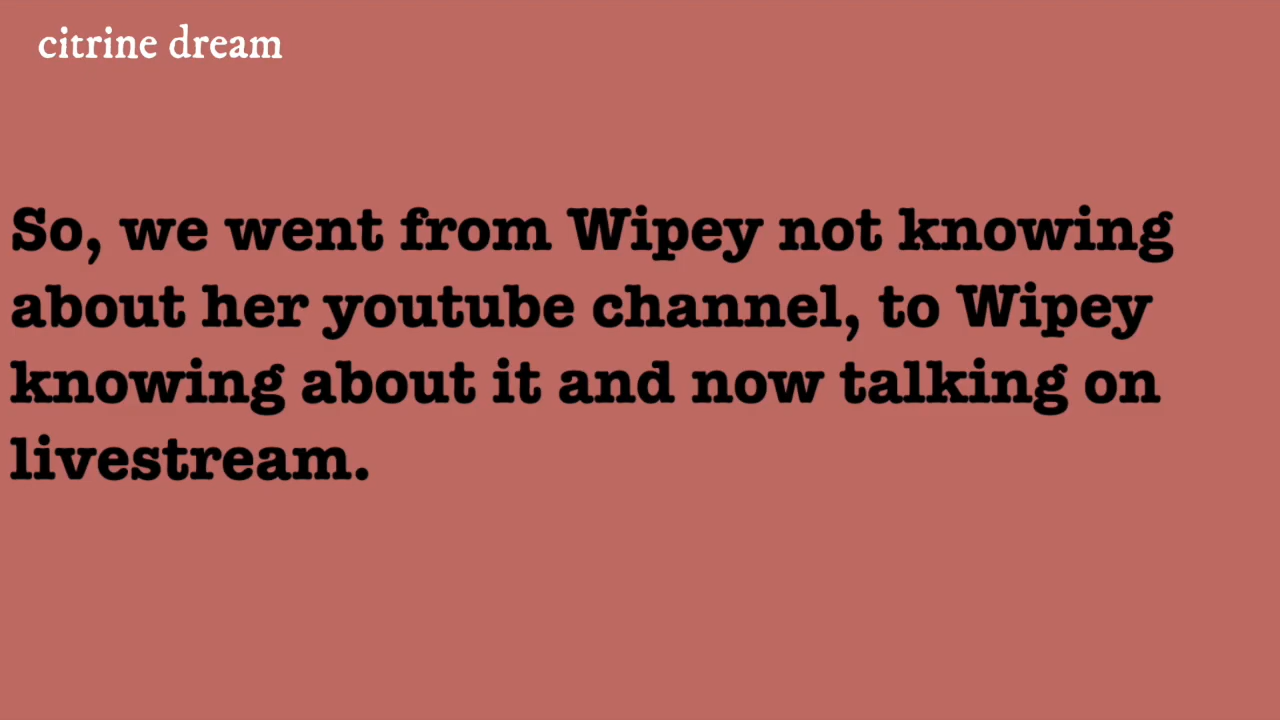 citrine dream
So, we went from Wipey not knowing
about her youtube channel, to Wipey
knowing about it and now talking on
livestream.